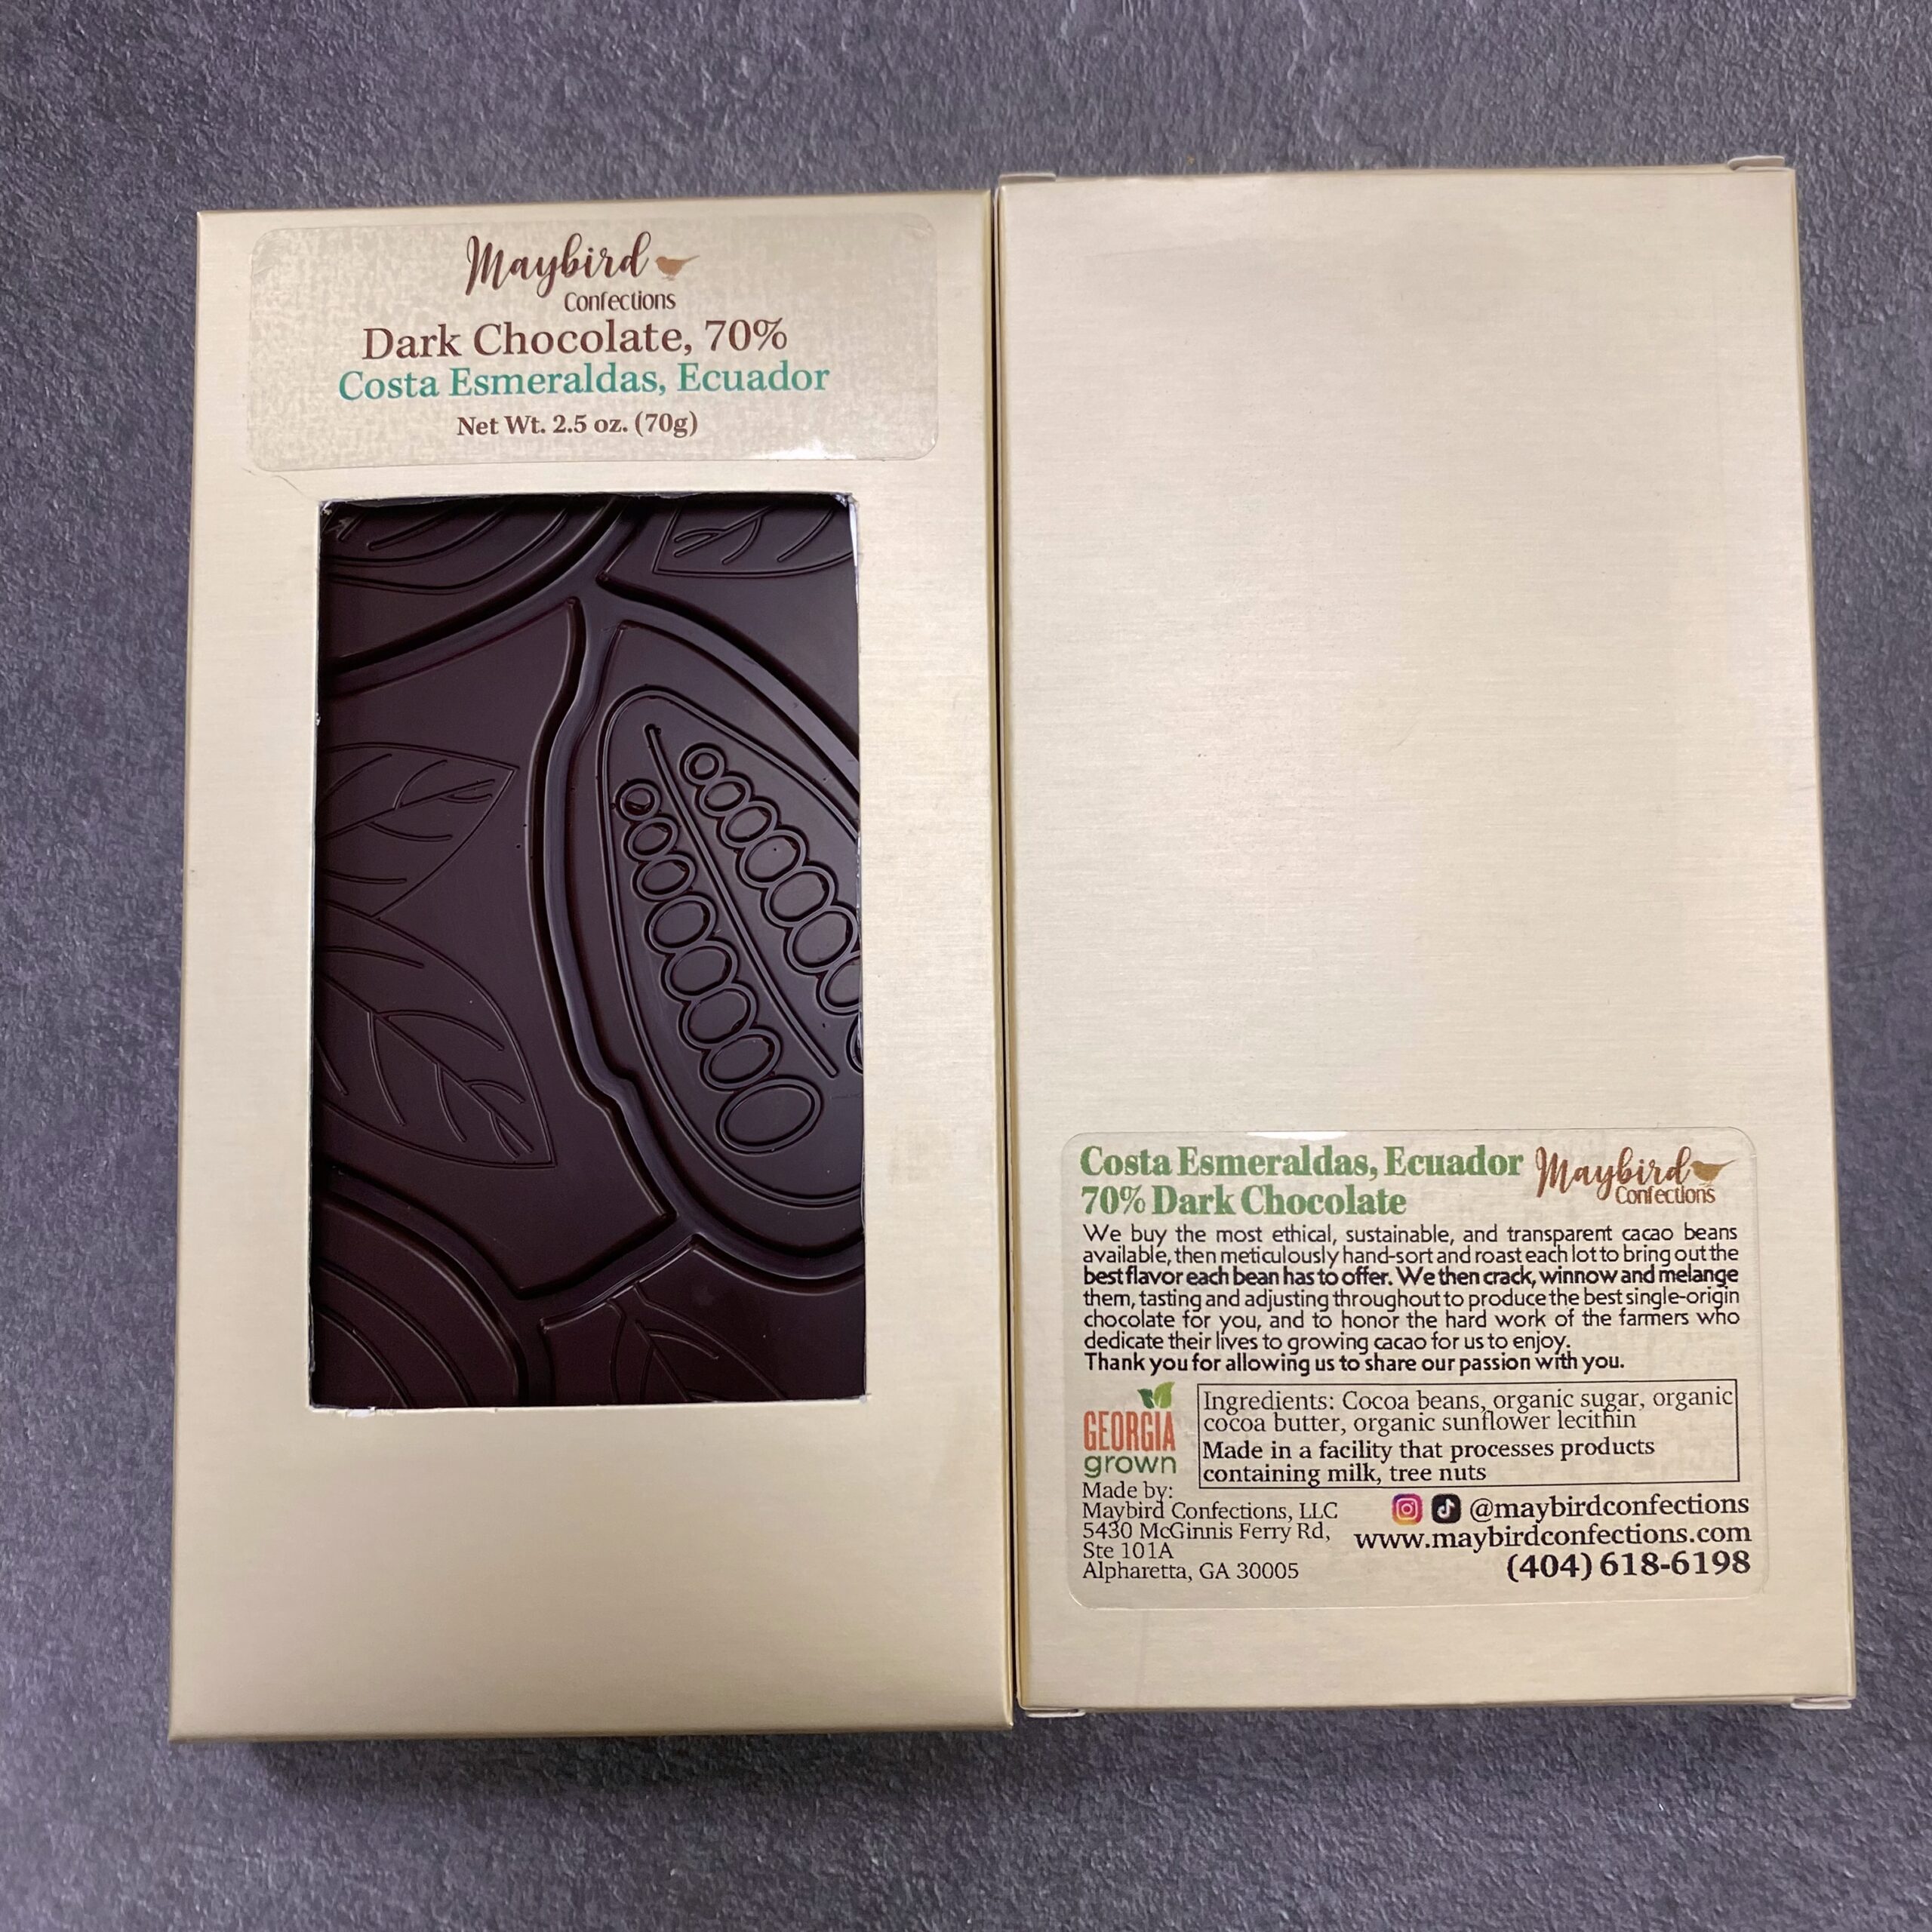 Maybird
Confections
Dark Chocolate, 70%
Costa Esmeraldas, Ecuador
Net Wt. 2.5 oz. (70g)
Costa Esmeraldas, Ecuador
70% Dark Chocolate
Maybird
Confections
We buy the most ethical, sustainable, and transparent cacao beans
available, then meticulously hand-sort and roast each lot to bring out the
best flavor each bean has to offer. We then crack, winnow and melange
them, tasting and adjusting throughout to produce the best single-origin
chocolate for you, and to honor the hard work of the farmers who
dedicate their lives to growing cacao for us to enjoy.
Thank you for allowing us to share our passion with you.
GEORGIA
grown
Ingredients: Cocoa beans, organic sugar, organic
cocoa butter, organic sunflower lecithin
Made in a facility that processes products
containing milk, tree nuts
Made by:
Maybird Confections, LLC
5430 McGinnis Ferry Rd,
Ste 101A
Alpharetta, GA 30005
@maybirdconfections
www.maybirdconfections.com
(404) 618-6198